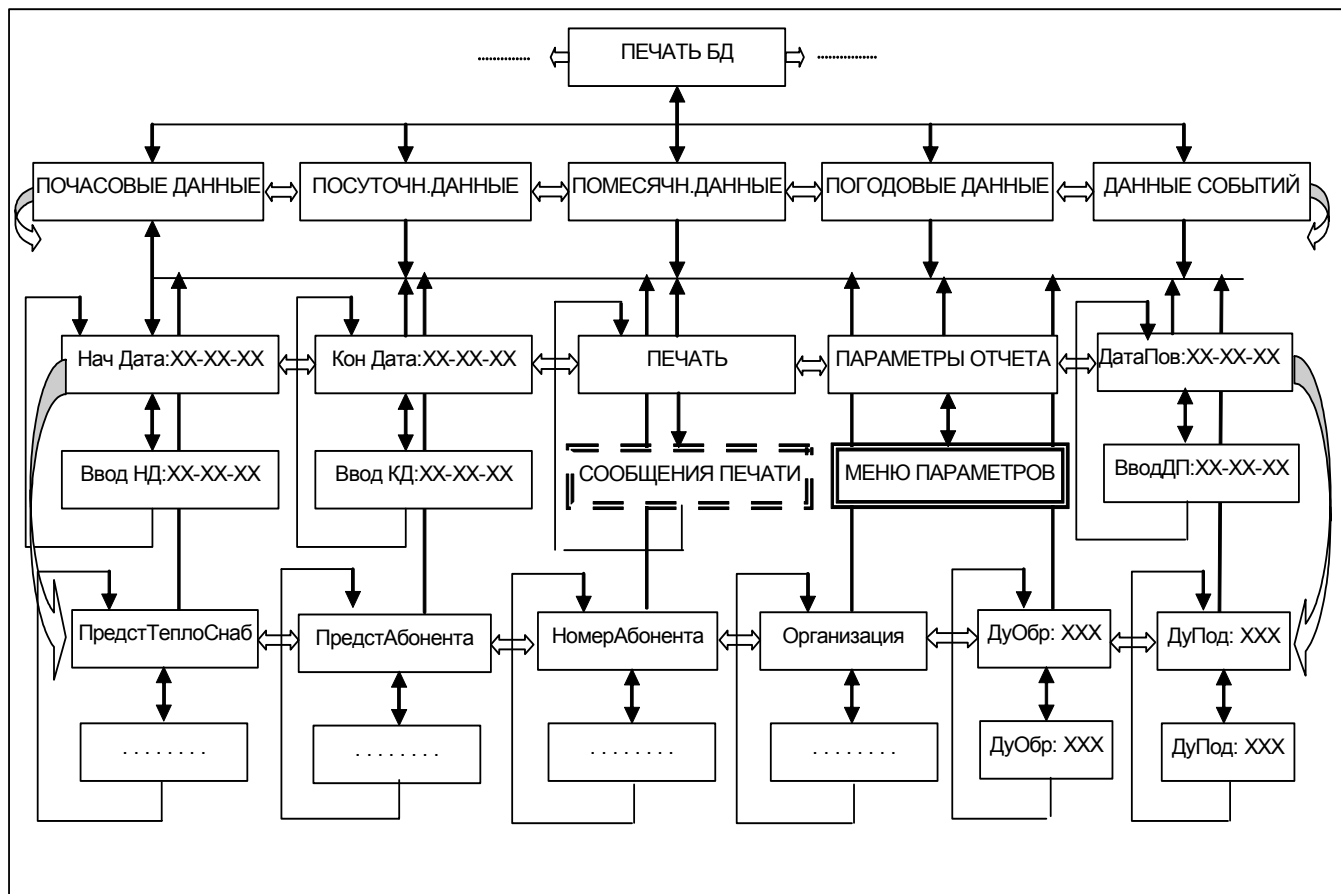 ПЕЧАТЬ БД
ПОЧАСОВЫЕ ДАННЫЕ
ПОСУТОЧН.ДАННЫЕ
ПОМЕСЯЧН.ДАННЫЕ
ПОГОДОВЫЕ ДАННЫЕ
ДАННЫЕ СОБЫТИЙ
Нач Дата:XX-XX-XX
Кон Дата:XX-XX-XX
ПЕЧАТЬ
ПАРАМЕТРЫ ОТЧЕТА
ДатаПов:XX-XX-XX
Ввод НД:XX-XX-XX
Ввод КД:XX-XX-XX
СООБЩЕНИЯ ПЕЧАТИ
МЕНЮ ПАРАМЕТРОВ
ВводДП:XX-XX-XX
ПредстТеплоСнаб
ПредстАбонента
НомерАбонента
Организация
ДуОбр: XXX
ДуПод: XXX
. . . . . . . .
. . . . . . . .
. . . . . . . .
. . . . . . . .
ДуОбр: XXX
ДуПод: XXX